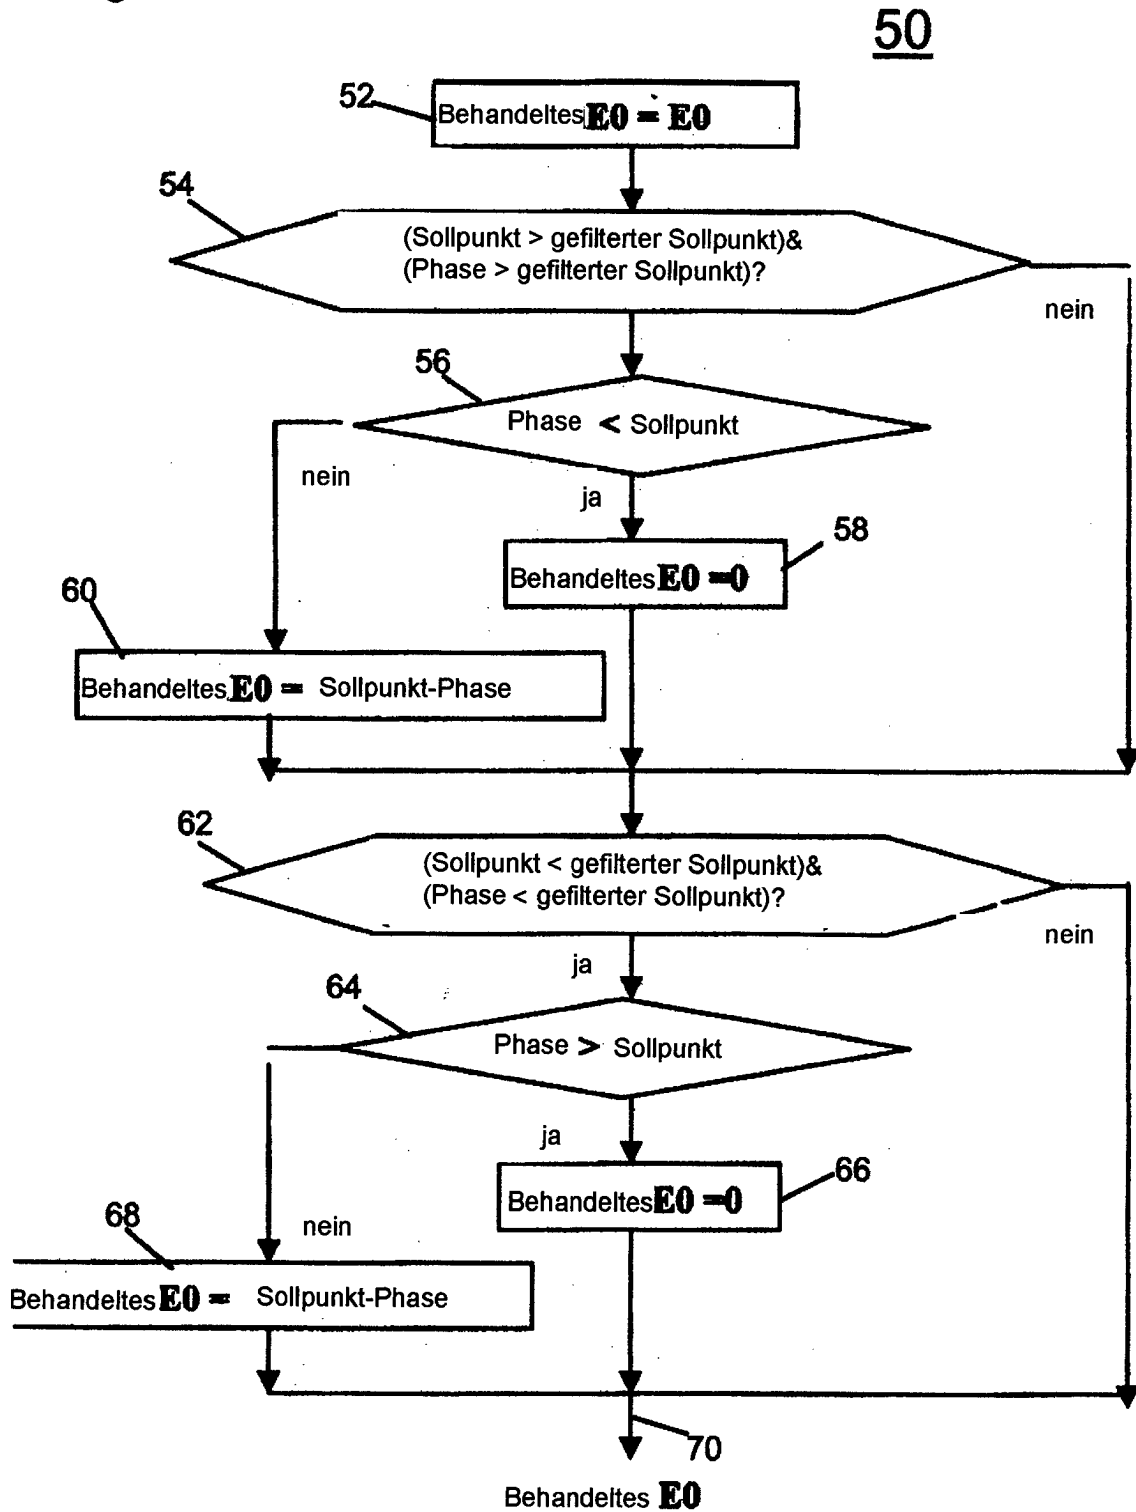 50
52
Behandeltes E0 = E0
54
(Sollpunkt > gefilterter Sollpunkt)&
(Phase > gefilterter Sollpunkt)?
nein
56
Phase < Sollpunkt
nein
ja
58
Behandeltes E0 =0
60
Behandeltes E0 = Sollpunkt-Phase
62
(Sollpunkt < gefilterter Sollpunkt)&
(Phase < gefilterter Sollpunkt)?
nein
ja
64
Phase > Sollpunkt
ja
66
Behandeltes E0 =0
68
nein
Behandeltes E0 = Sollpunkt-Phase
70
Behandeltes E0